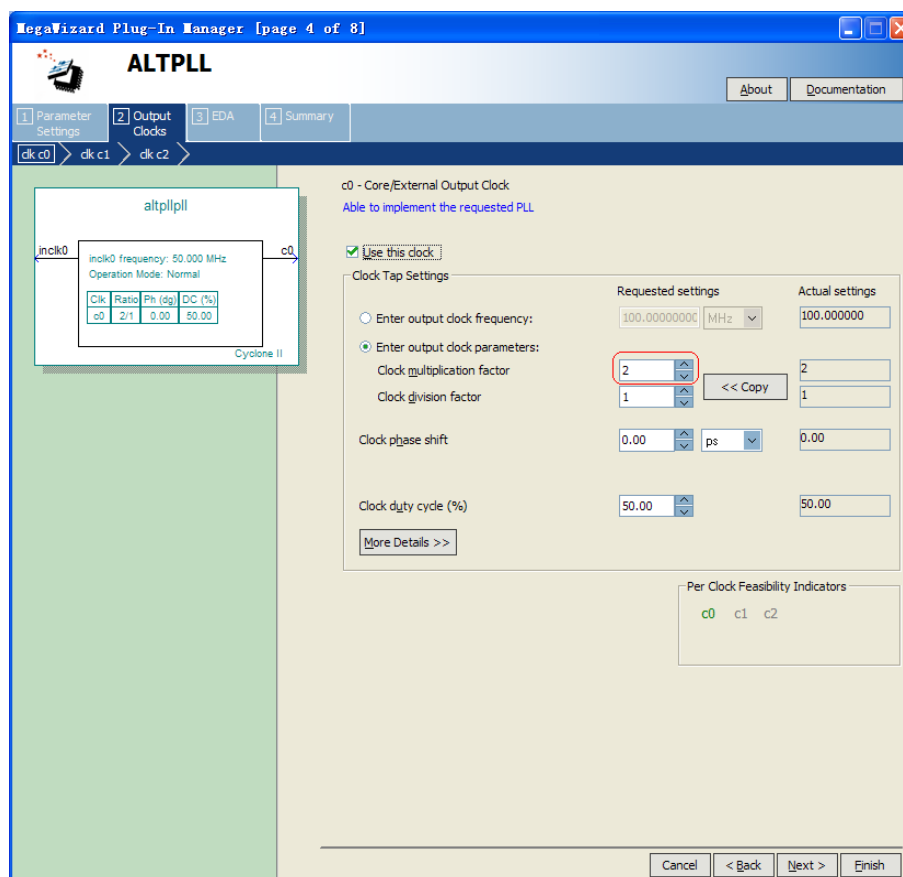 MegaWizard Plug-In Manager [page 4 of 8]
ALTPLL
About
Documentation
1 Parameter Settings
2 Output Clocks
3 EDA
4 Summary
clk c0
clk c1
clk c2
altpllpll
inclk0
c0
inclk0 frequency: 50.000 MHz
Operation Mode: Normal
Clk Ratio Ph (dg) DC (%)
c0 2/1 0.00 50.00
Cyclone II
c0 - Core/External Output Clock
Able to implement the requested PLL
Use this clock
Clock Tap Settings
Requested settings Actual settings
Enter output clock frequency: 100.00000000 MHz 100.000000
Enter output clock parameters:
Clock multiplication factor 2 2
<< Copy
Clock division factor 1 1
Clock phase shift 0.00 ps 0.00
Clock duty cycle (%) 50.00 50.00
More Details >>
Per Clock Feasibility Indicators
c0 c1 c2
Cancel < Back Next > Finish